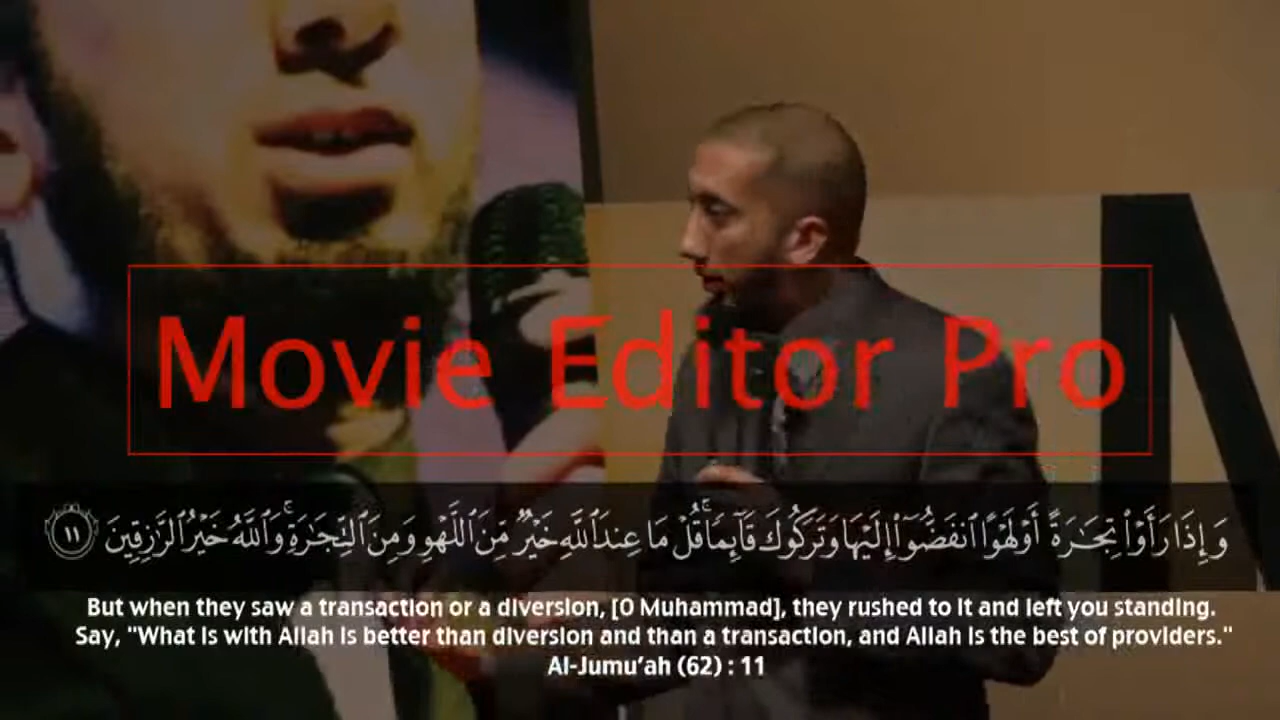 Movie Editor Pro
وَإِذَا رَأَوْا۟ تِجَـٰرَةً أَوْ لَهْوًا ٱنفَضُّوٓا۟ إِلَيْهَا وَتَرَكُوكَ قَآئِمًا ۚ قُلْ مَا عِندَ ٱللَّهِ خَيْرٌ مِّنَ ٱللَّهْوِ وَمِنَ ٱلتِّجَـٰرَةِ ۚ وَٱللَّهُ خَيْرُ ٱلرَّٰزِقِينَ ١١
But when they saw a transaction or a diversion, [O Muhammad], they rushed to it and left you standing.
Say, "What is with Allah is better than diversion and than a transaction, and Allah is the best of providers."
Al-Jumu'ah (62) : 11